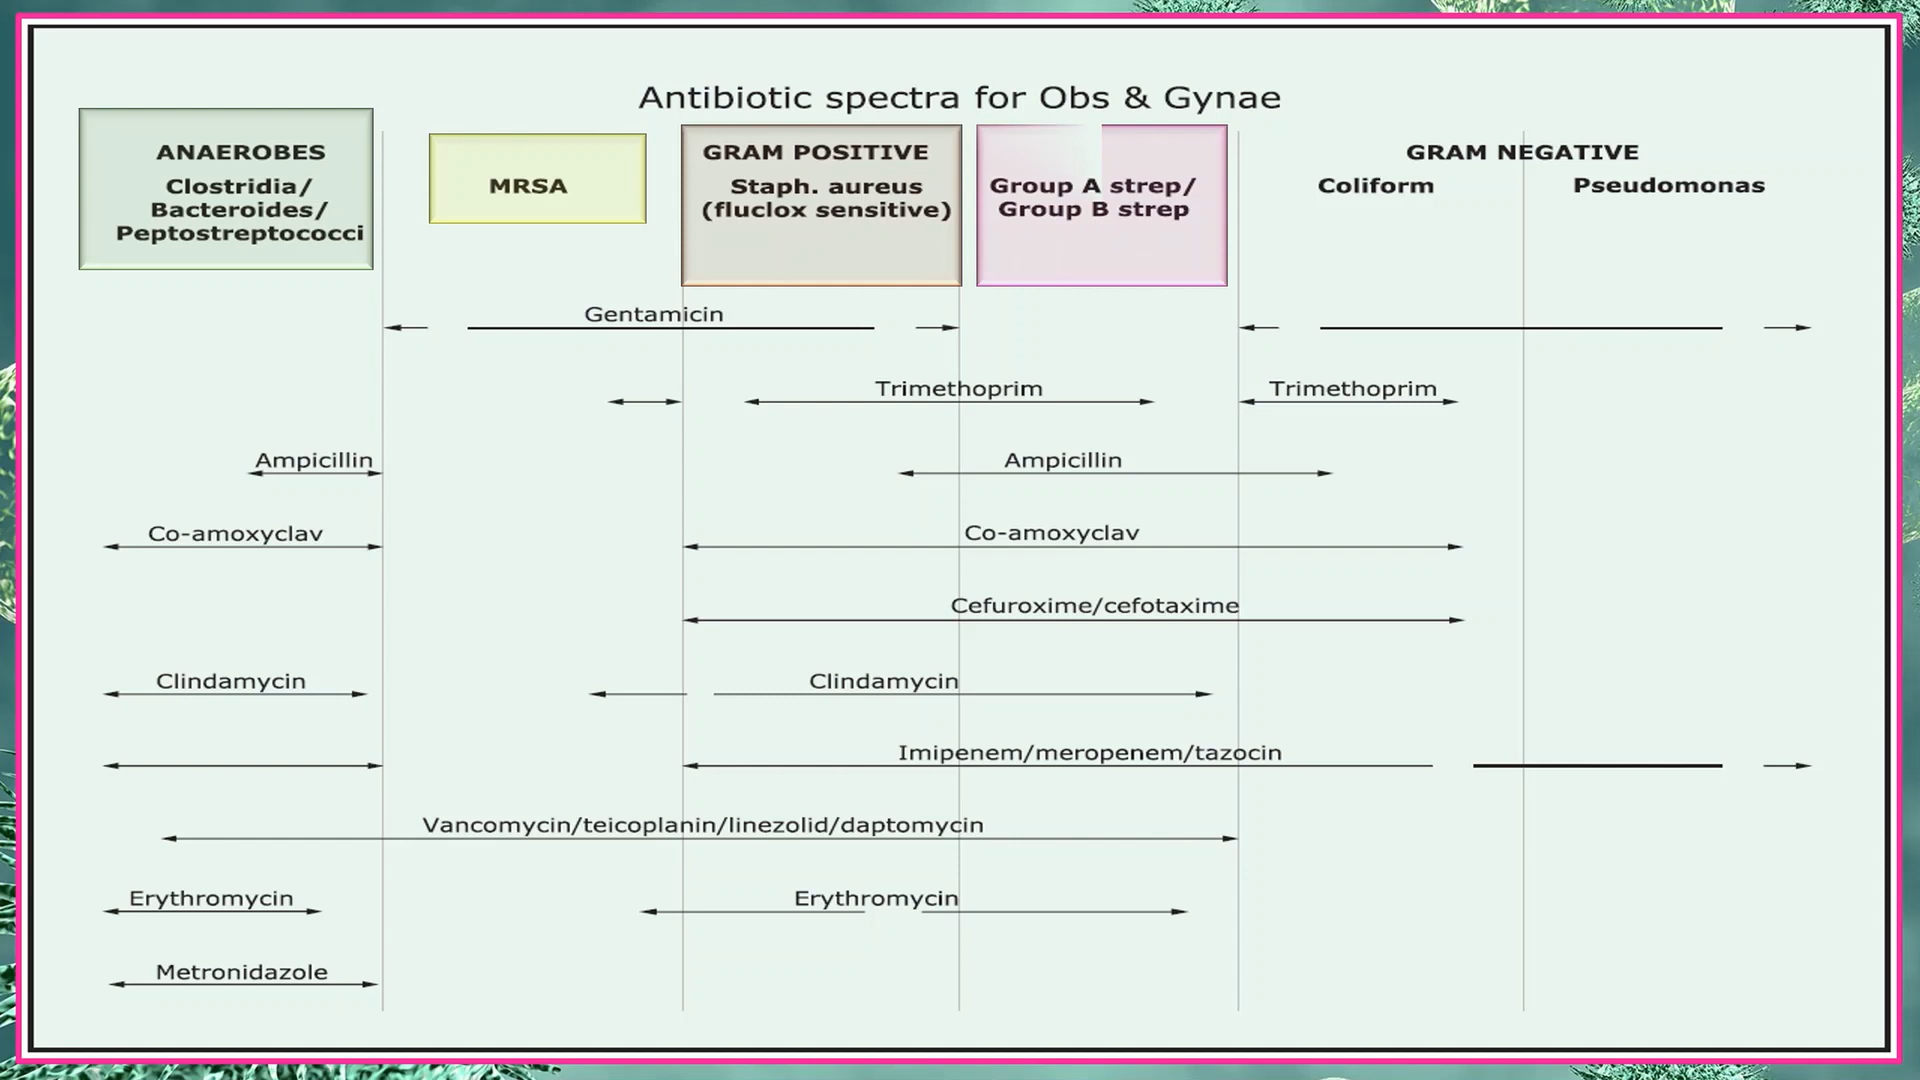 Antibiotic spectra for Obs & Gynae
ANAEROBES
Clostridia/
Bacteroides/
Peptostreptococci
MRSA
GRAM POSITIVE
Staph. aureus
(fluclox sensitive)
Group A strep/
Group B strep
GRAM NEGATIVE
Coliform
Pseudomonas
Gentamicin
Trimethoprim
Trimethoprim
Ampicillin
Ampicillin
Co-amoxyclav
Co-amoxyclav
Cefuroxime/cefotaxime
Clindamycin
Clindamycin
Imipenem/meropenem/tazocin
Vancomycin/teicoplanin/linezolid/daptomycin
Erythromycin
Erythromycin
Metronidazole